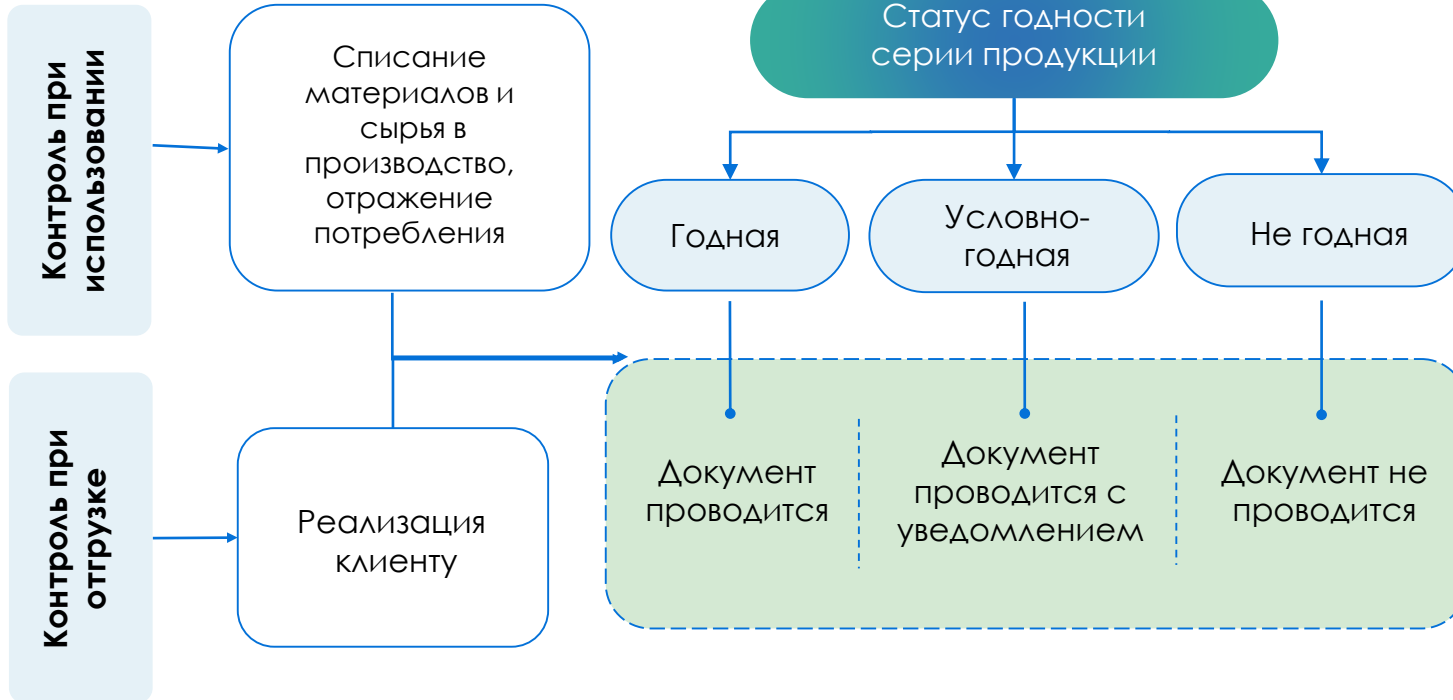 Контроль при
использовании
Списание
материалов и
сырья в
производство,
отражение
потребления
Статус годности
серии продукции
Годная
Условно-
годная
Не годная
Контроль при
отгрузке
Реализация
клиенту
Документ
проводится
Документ
проводится с
уведомлением
Документ не
проводится